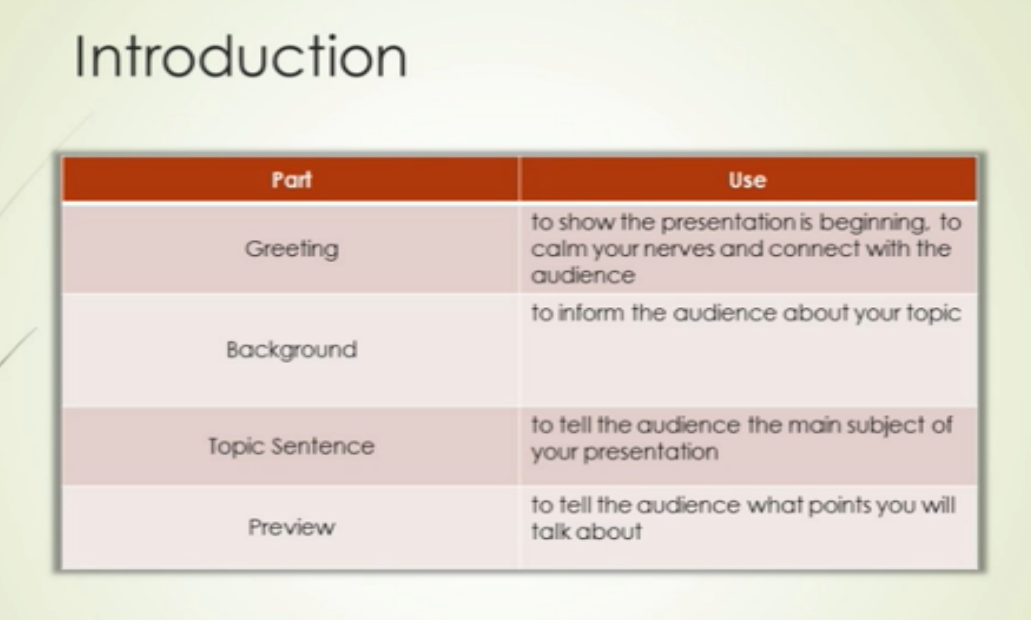 Introduction
Part
Use
Greeting
to show the presentation is beginning, to
calm your nerves and connect with the
audience
Background
to inform the audience about your topic
Topic Sentence
to tell the audience the main subject of
your presentation
Preview
to tell the audience what points you will
talk about